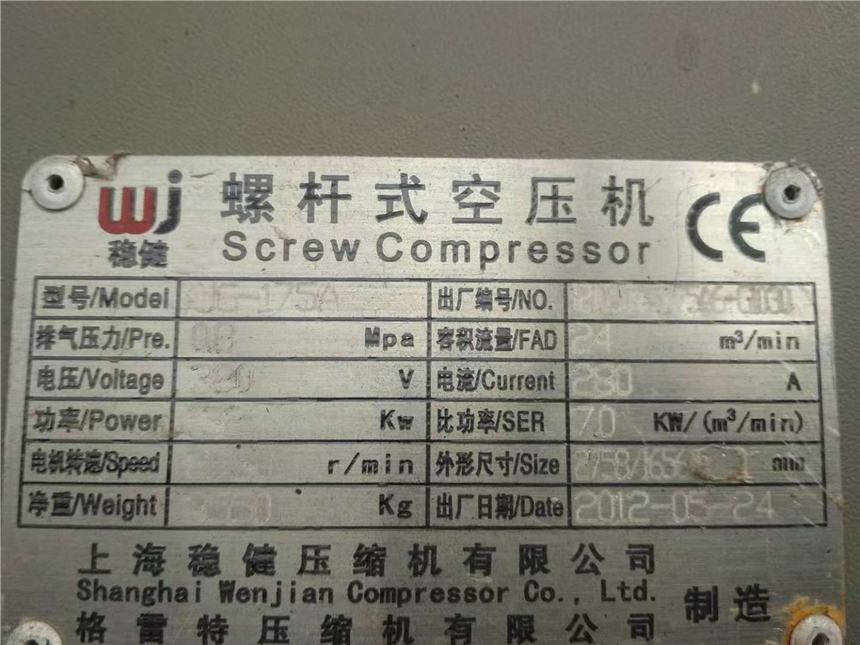 wj 螺杆式空压机 CE
稳健 Screw Compressor
型号/Model -175A 出厂编号/NO.
排气压力/Pre. 0.8 Mpa 容积流量/FAD 24 m³/min
电压/Voltage 380 V 电流/Current 280 A
功率/Power Kw 比功率/SER 7.0 KW/(m³/min)
电机转速/Speed r/min 外形尺寸/Size mm
净重/Weight Kg 出厂日期/Date 2012-05-24
上海稳健压缩机有限公司
Shanghai Wenjian Compressor Co., Ltd.
制造
格雷特压缩机有限公司